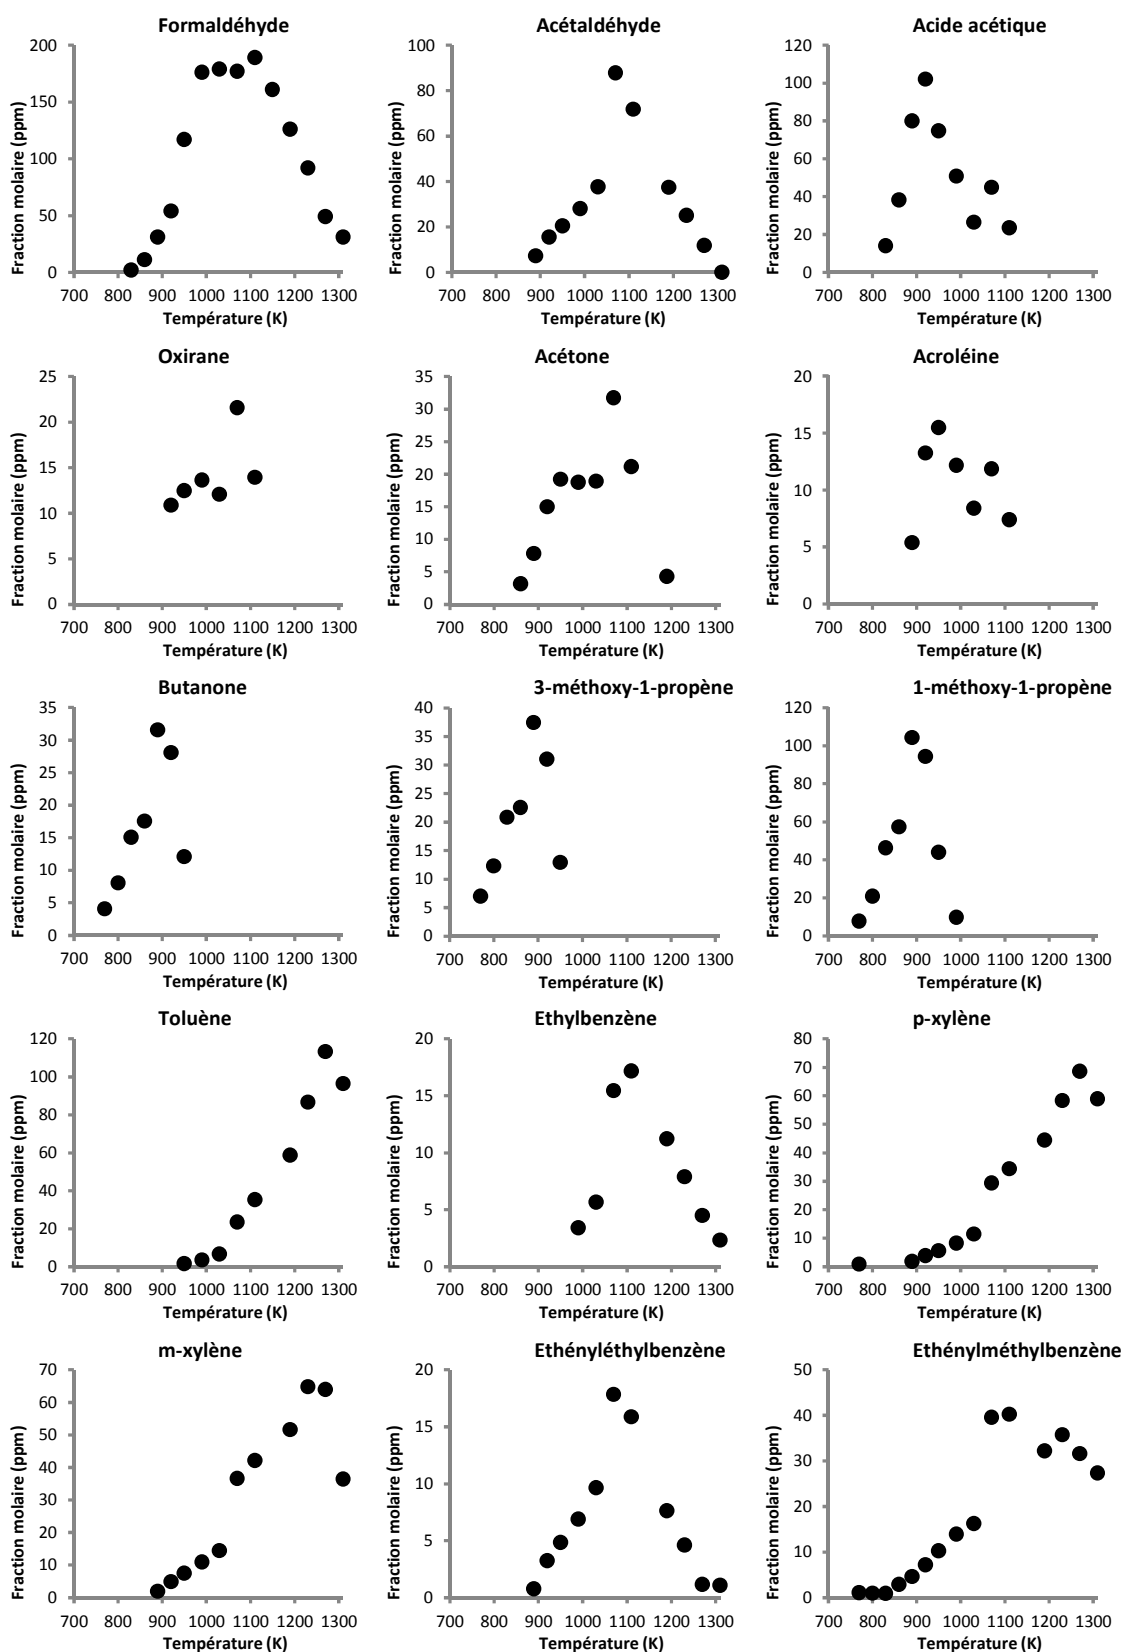 Formaldéhyde
Fraction molaire (ppm)
200
150
100
50
0
700 800 900 1000 1100 1200 1300
Température (K)
Acétaldéhyde
Fraction molaire (ppm)
100
80
60
40
20
0
700 800 900 1000 1100 1200 1300
Température (K)
Acide acétique
Fraction molaire (ppm)
120
100
80
60
40
20
0
700 800 900 1000 1100 1200 1300
Température (K)
Oxirane
Fraction molaire (ppm)
25
20
15
10
5
0
700 800 900 1000 1100 1200 1300
Température (K)
Acétone
Fraction molaire (ppm)
35
30
25
20
15
10
5
0
700 800 900 1000 1100 1200 1300
Température (K)
Acroléine
Fraction molaire (ppm)
20
15
10
5
0
700 800 900 1000 1100 1200 1300
Température (K)
Butanone
Fraction molaire (ppm)
35
30
25
20
15
10
5
0
700 800 900 1000 1100 1200 1300
Température (K)
3-méthoxy-1-propène
Fraction molaire (ppm)
40
35
30
25
20
15
10
5
0
700 800 900 1000 1100 1200 1300
Température (K)
1-méthoxy-1-propène
Fraction molaire (ppm)
120
100
80
60
40
20
0
700 800 900 1000 1100 1200 1300
Température (K)
Toluène
Fraction molaire (ppm)
120
100
80
60
40
20
0
700 800 900 1000 1100 1200 1300
Température (K)
Ethylbenzène
Fraction molaire (ppm)
20
15
10
5
0
700 800 900 1000 1100 1200 1300
Température (K)
p-xylène
Fraction molaire (ppm)
80
70
60
50
40
30
20
10
0
700 800 900 1000 1100 1200 1300
Température (K)
m-xylène
Fraction molaire (ppm)
70
60
50
40
30
20
10
0
700 800 900 1000 1100 1200 1300
Température (K)
Ethényléthylbenzène
Fraction molaire (ppm)
20
15
10
5
0
700 800 900 1000 1100 1200 1300
Température (K)
Ethénylméthylbenzène
Fraction molaire (ppm)
50
40
30
20
10
0
700 800 900 1000 1100 1200 1300
Température (K)